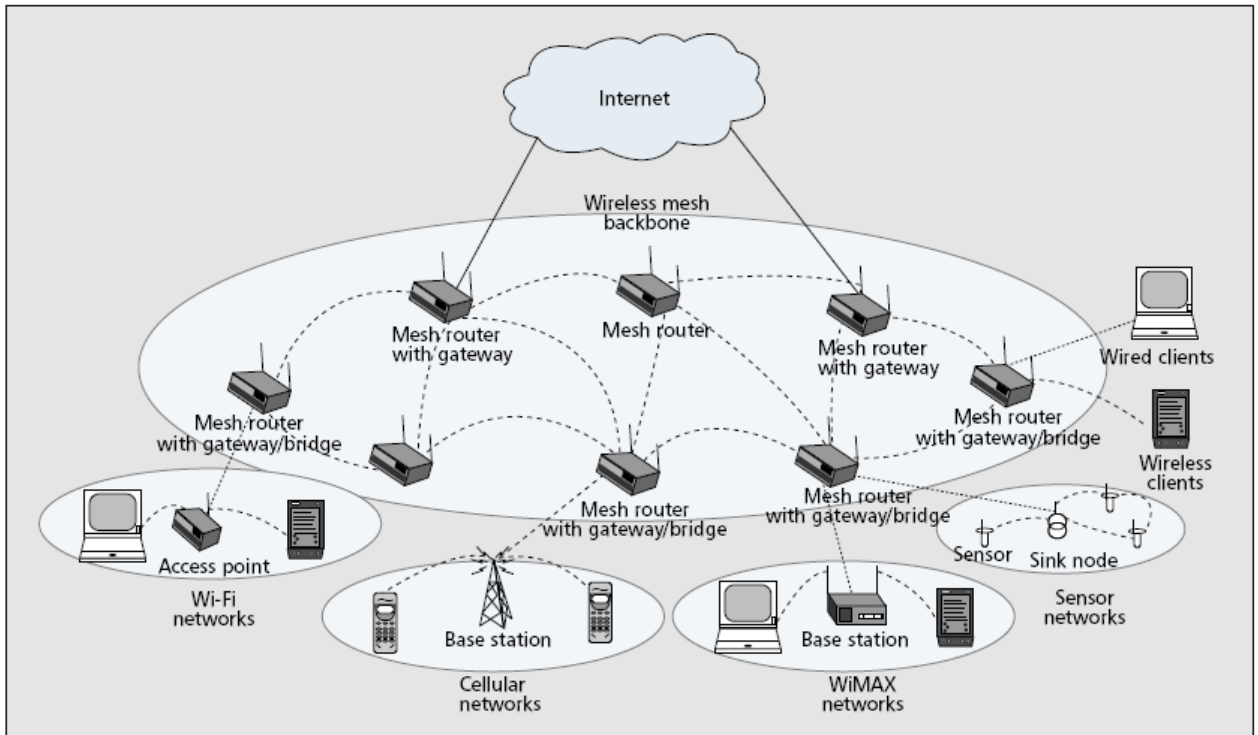 Internet
Wireless mesh
backbone
Mesh router
with gateway
Mesh router
Mesh router
with gateway
Wired clients
Mesh router
with gateway/bridge
Mesh router
with gateway/bridge
Wireless
clients
Mesh router
with gateway/bridge
Mesh router
with gateway/bridge
Access point
Wi-Fi
networks
Sensor
Sink node
Sensor
networks
Base station
Cellular
networks
Base station
WiMAX
networks